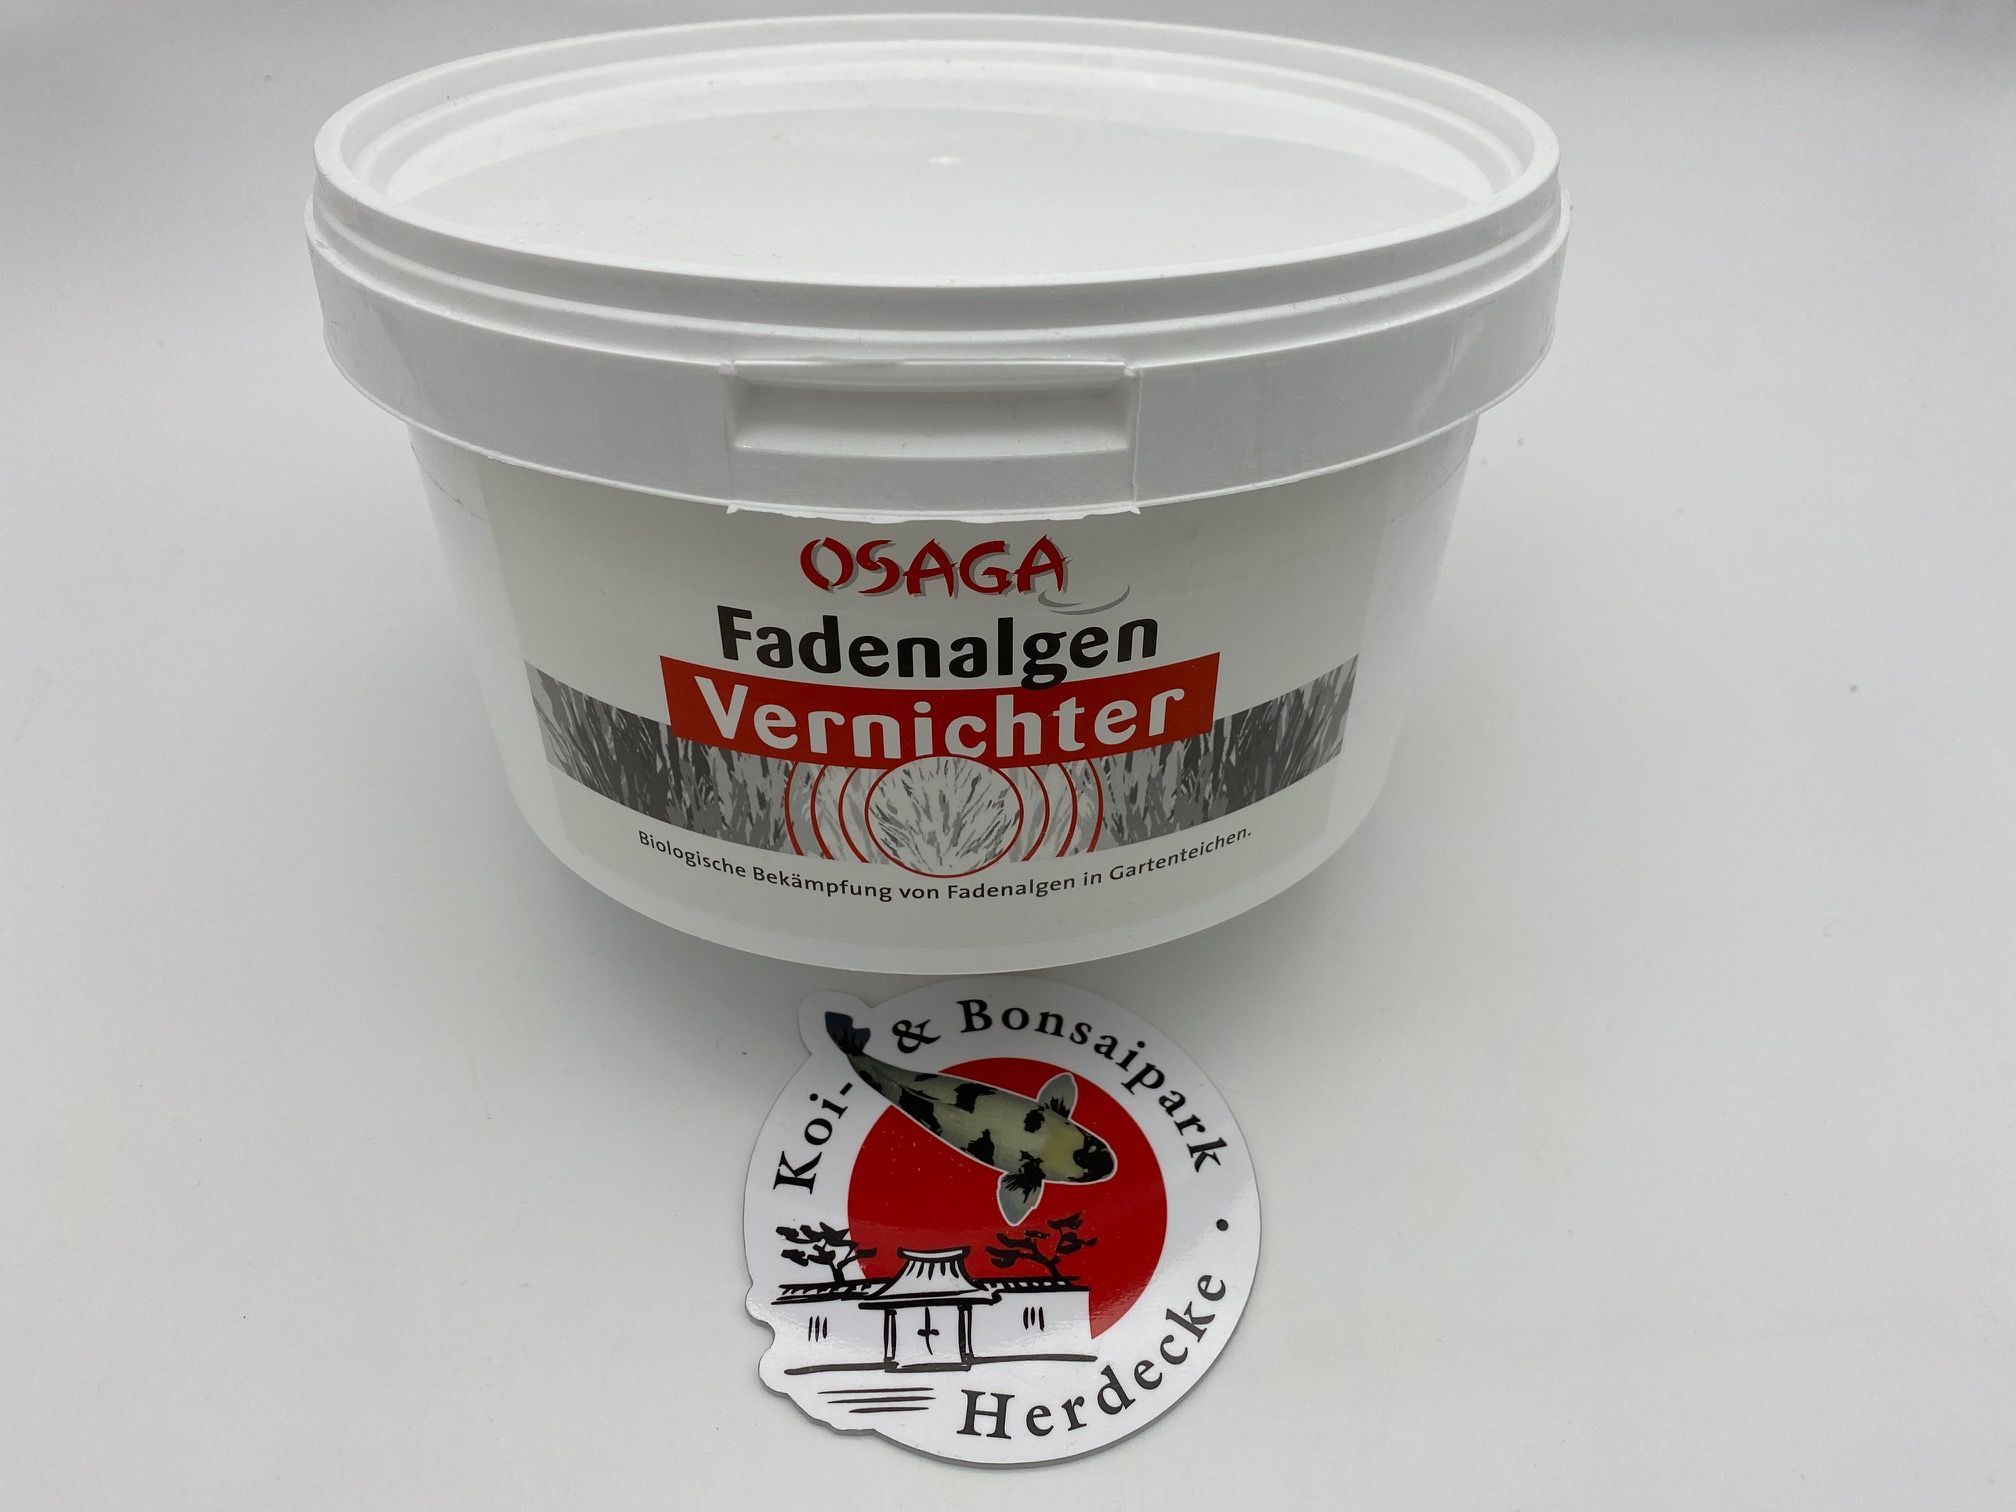 OSAGA
Fadenalgen
Vernichter
Biologische Bekämpfung von Fadenalgen in Gartenteichen.
Koi- & Bonsaipark
Herdecke